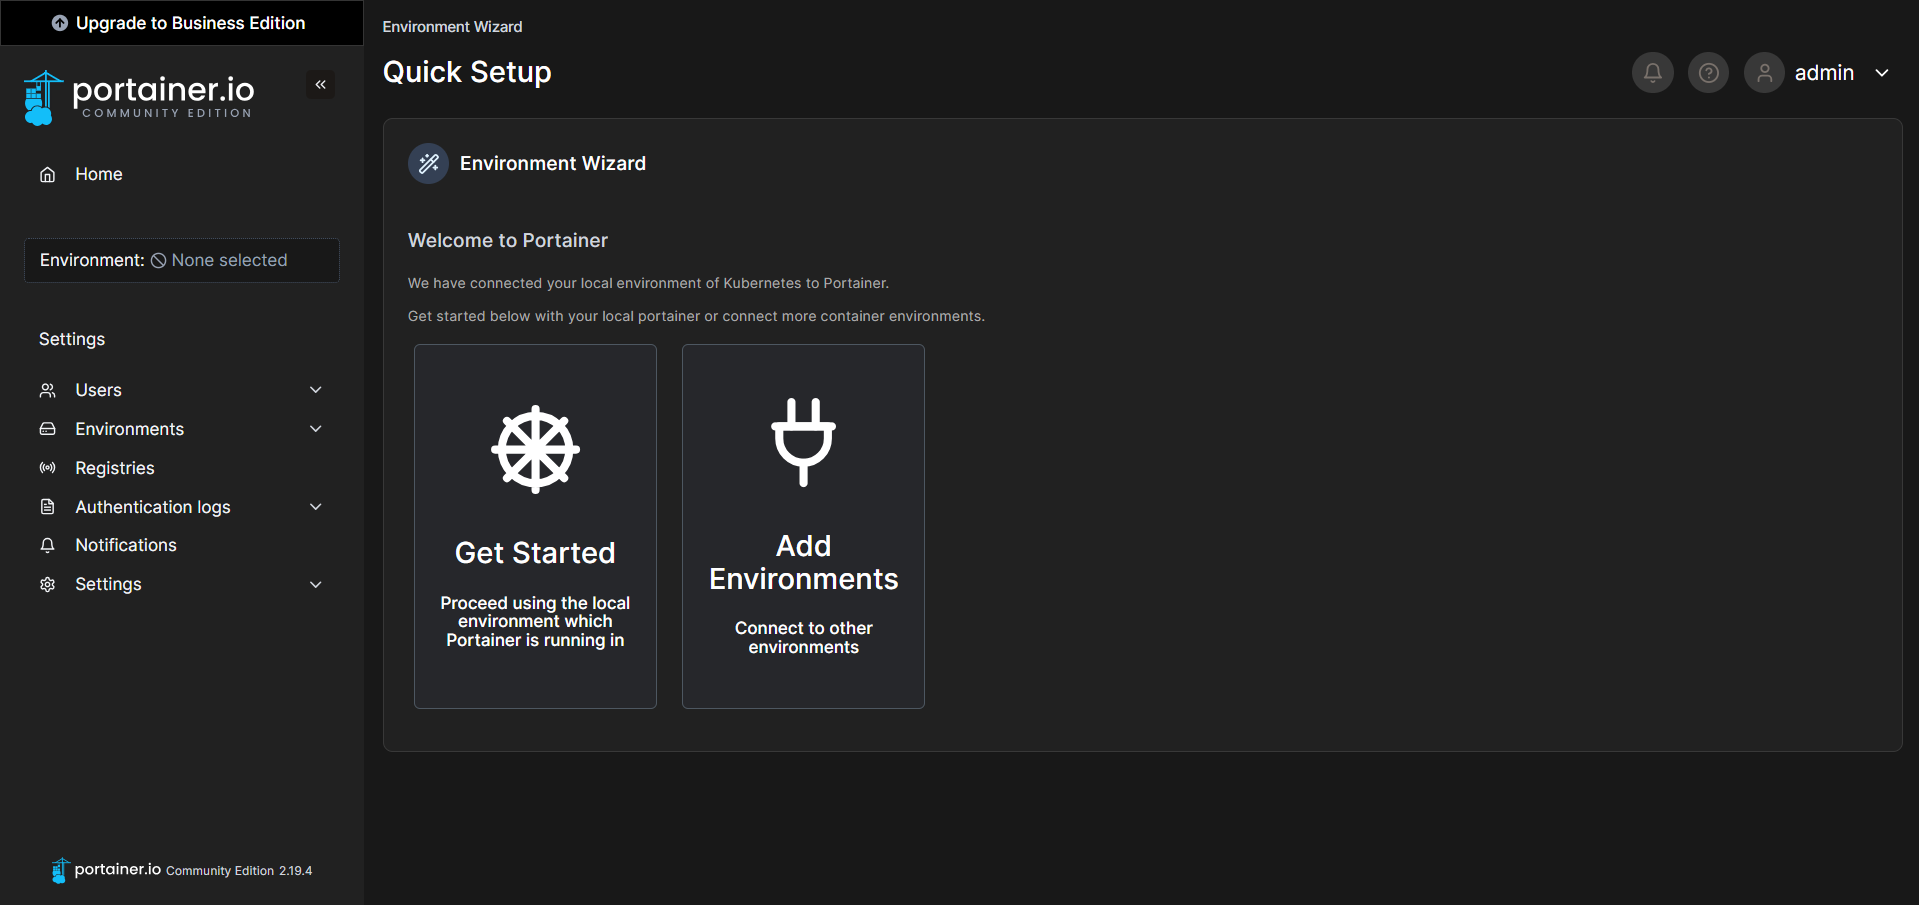 Upgrade to Business Edition
portainer.io
COMMUNITY EDITION
Home
Environment: None selected
Settings
Users
Environments
Registries
Authentication logs
Notifications
Settings
portainer.io Community Edition 2.19.4
Environment Wizard
Quick Setup
admin
Environment Wizard
Welcome to Portainer
We have connected your local environment of Kubernetes to Portainer.
Get started below with your local portainer or connect more container environments.
Get Started
Proceed using the local
environment which
Portainer is running in
Add
Environments
Connect to other
environments